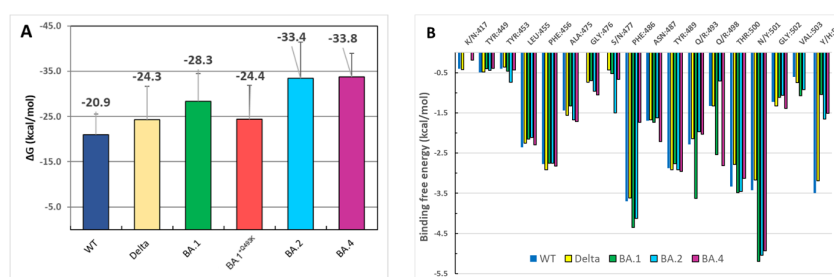 A
ΔG (kcal/mol)
-45.0
-35.0
-25.0
-15.0
-5.0
-20.9
-24.3
-28.3
-24.4
-33.4
-33.8
WT
Delta
BA.1
BA.1+Q493K
BA.2
BA.4
B
Binding free energy (kcal/mol)
-0.5
-1.5
-2.5
-3.5
-4.5
-5.5
K/N:417
TYR:449
TYR:453
LEU:455
PHE:456
ALA:475
GLY:476
S/N:477
PHE:486
ASN:487
TYR:489
Q/R:493
Q/R:498
THR:500
N/Y:501
GLY:502
VAL:503
WT
Delta
BA.1
BA.2
BA.4